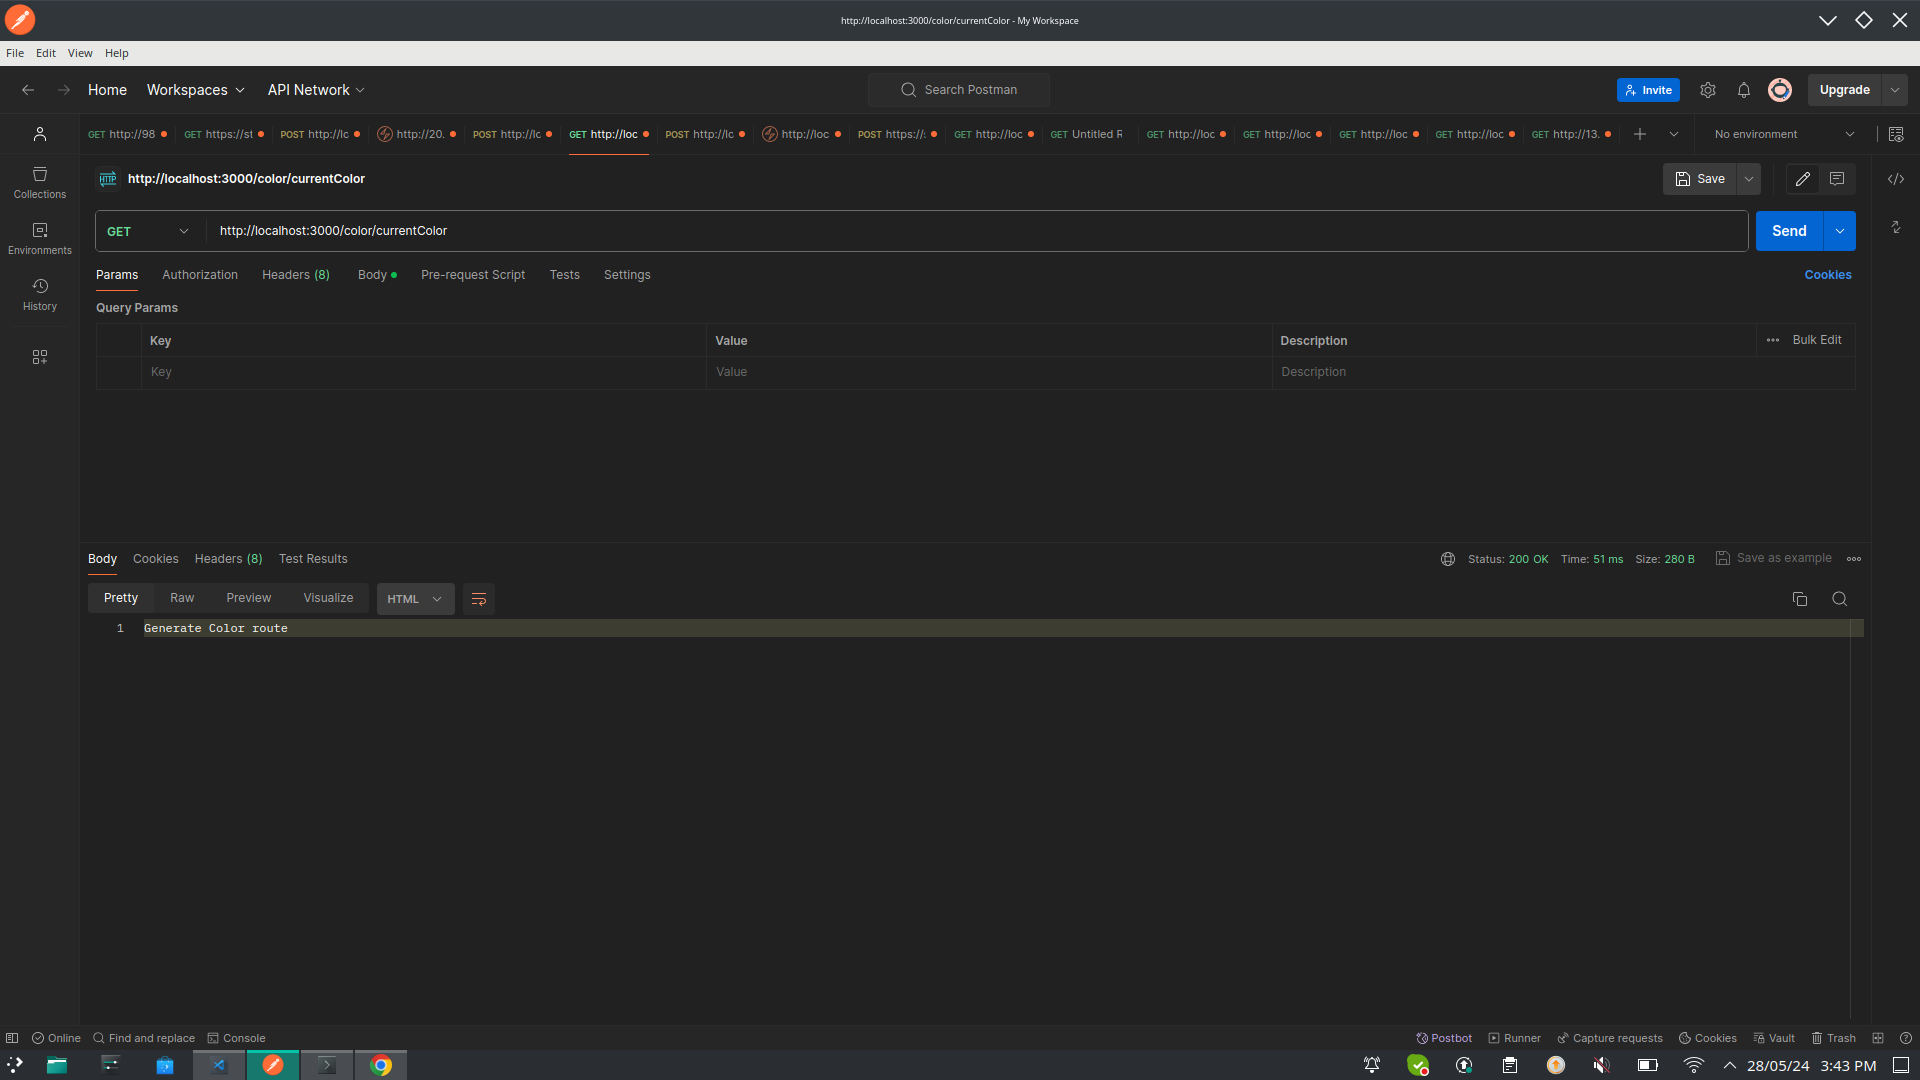 http://localhost:3000/color/currentColor - My Workspace
File Edit View Help
Home Workspaces API Network Search Postman Invite Upgrade
GET http://98 GET https://st POST http://lc http://20. POST http://lc GET http://loc POST http://lc http://loc POST https:// GET http://loc GET Untitled R GET http://loc GET http://loc GET http://loc GET http://loc GET http://13. No environment
HTTP http://localhost:3000/color/currentColor Save
Collections
GET http://localhost:3000/color/currentColor Send
Environments
Params Authorization Headers (8) Body Pre-request Script Tests Settings Cookies
History
Query Params
Key Value Description Bulk Edit
Key Value Description
Body Cookies Headers (8) Test Results Status: 200 OK Time: 51 ms Size: 280 B Save as example
Pretty Raw Preview Visualize HTML
1 Generate Color route
Online Find and replace Console Postbot Runner Capture requests Cookies Vault Trash
28/05/24 3:43 PM